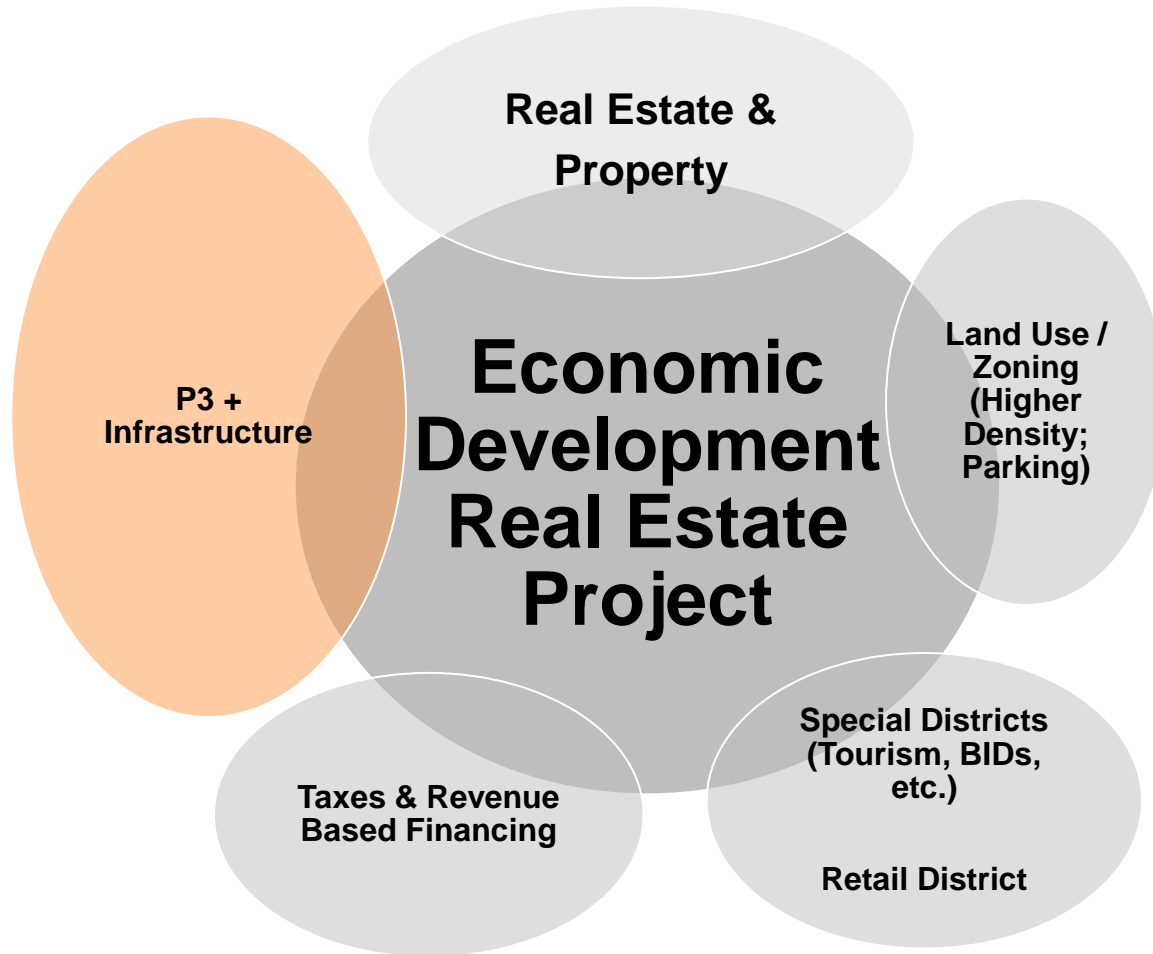 Real Estate &
Property
P3 +
Infrastructure
Economic
Development
Real Estate
Project
Land Use /
Zoning
(Higher
Density;
Parking)
Taxes & Revenue
Based Financing
Special Districts
(Tourism, BIDs,
etc.)
Retail District